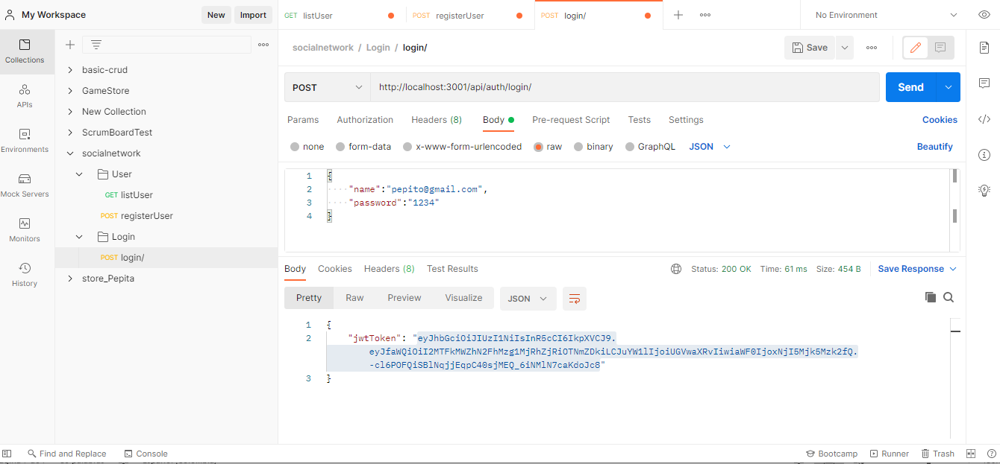 My Workspace
New
Import
GET listUser
POST registerUser
POST login/
No Environment
Collections
APIs
Environments
Mock Servers
Monitors
History
basic-crud
GameStore
New Collection
ScrumBoardTest
socialnetwork
User
GET listUser
POST registerUser
Login
POST login/
store_Pepita
socialnetwork / Login / login/
Save
POST
http://localhost:3001/api/auth/login/
Send
Params
Authorization
Headers (8)
Body
Pre-request Script
Tests
Settings
Cookies
none
form-data
x-www-form-urlencoded
raw
binary
GraphQL
JSON
Beautify
1 {
2 "name":"pepito@gmail.com",
3 "password":"1234"
4 }
Body
Cookies
Headers (8)
Test Results
Status: 200 OK
Time: 61 ms
Size: 454 B
Save Response
Pretty
Raw
Preview
Visualize
JSON
1 {
2 "jwtToken": "eyJhbGciOiJIUzI1NiIsInR5cCI6IkpXVCJ9.
eyJfaWQiOiI2MTFkMWZhN2FhMzg1MjRhZjRiOTNmZDkiLCJuYW1lIjoiUGVwaXRvIiwiaWF0IjoxNjI5Mjk5Mzk2fQ.
-cl6POFQiSBlNqjjEqpC40sjMEQ_6iNMlN7caKdoJc8"
3 }
Find and Replace
Console
Bootcamp
Runner
Trash